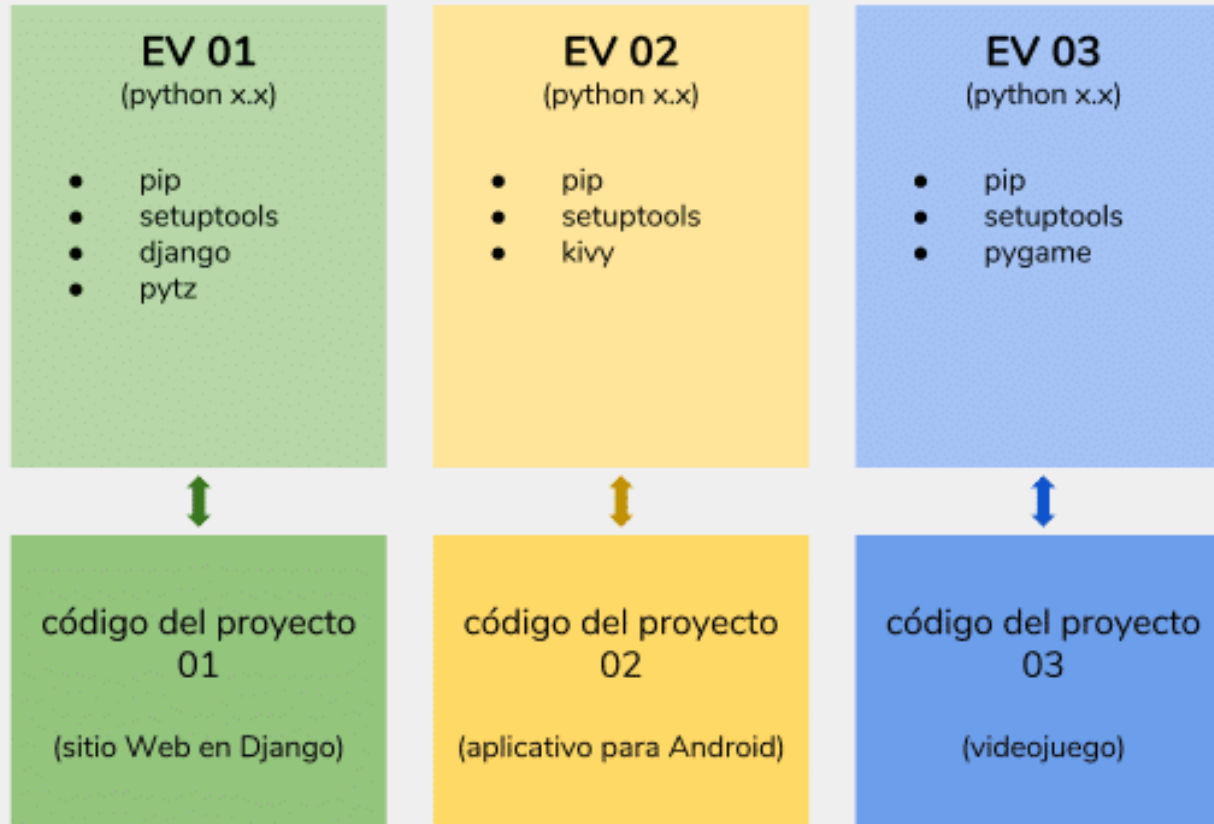 EV 01
(python x.x)
● pip
● setuptools
● django
● pytz
EV 02
(python x.x)
● pip
● setuptools
● kivy
EV 03
(python x.x)
● pip
● setuptools
● pygame
código del proyecto
01
(sitio Web en Django)
código del proyecto
02
(aplicativo para Android)
código del proyecto
03
(videojuego)